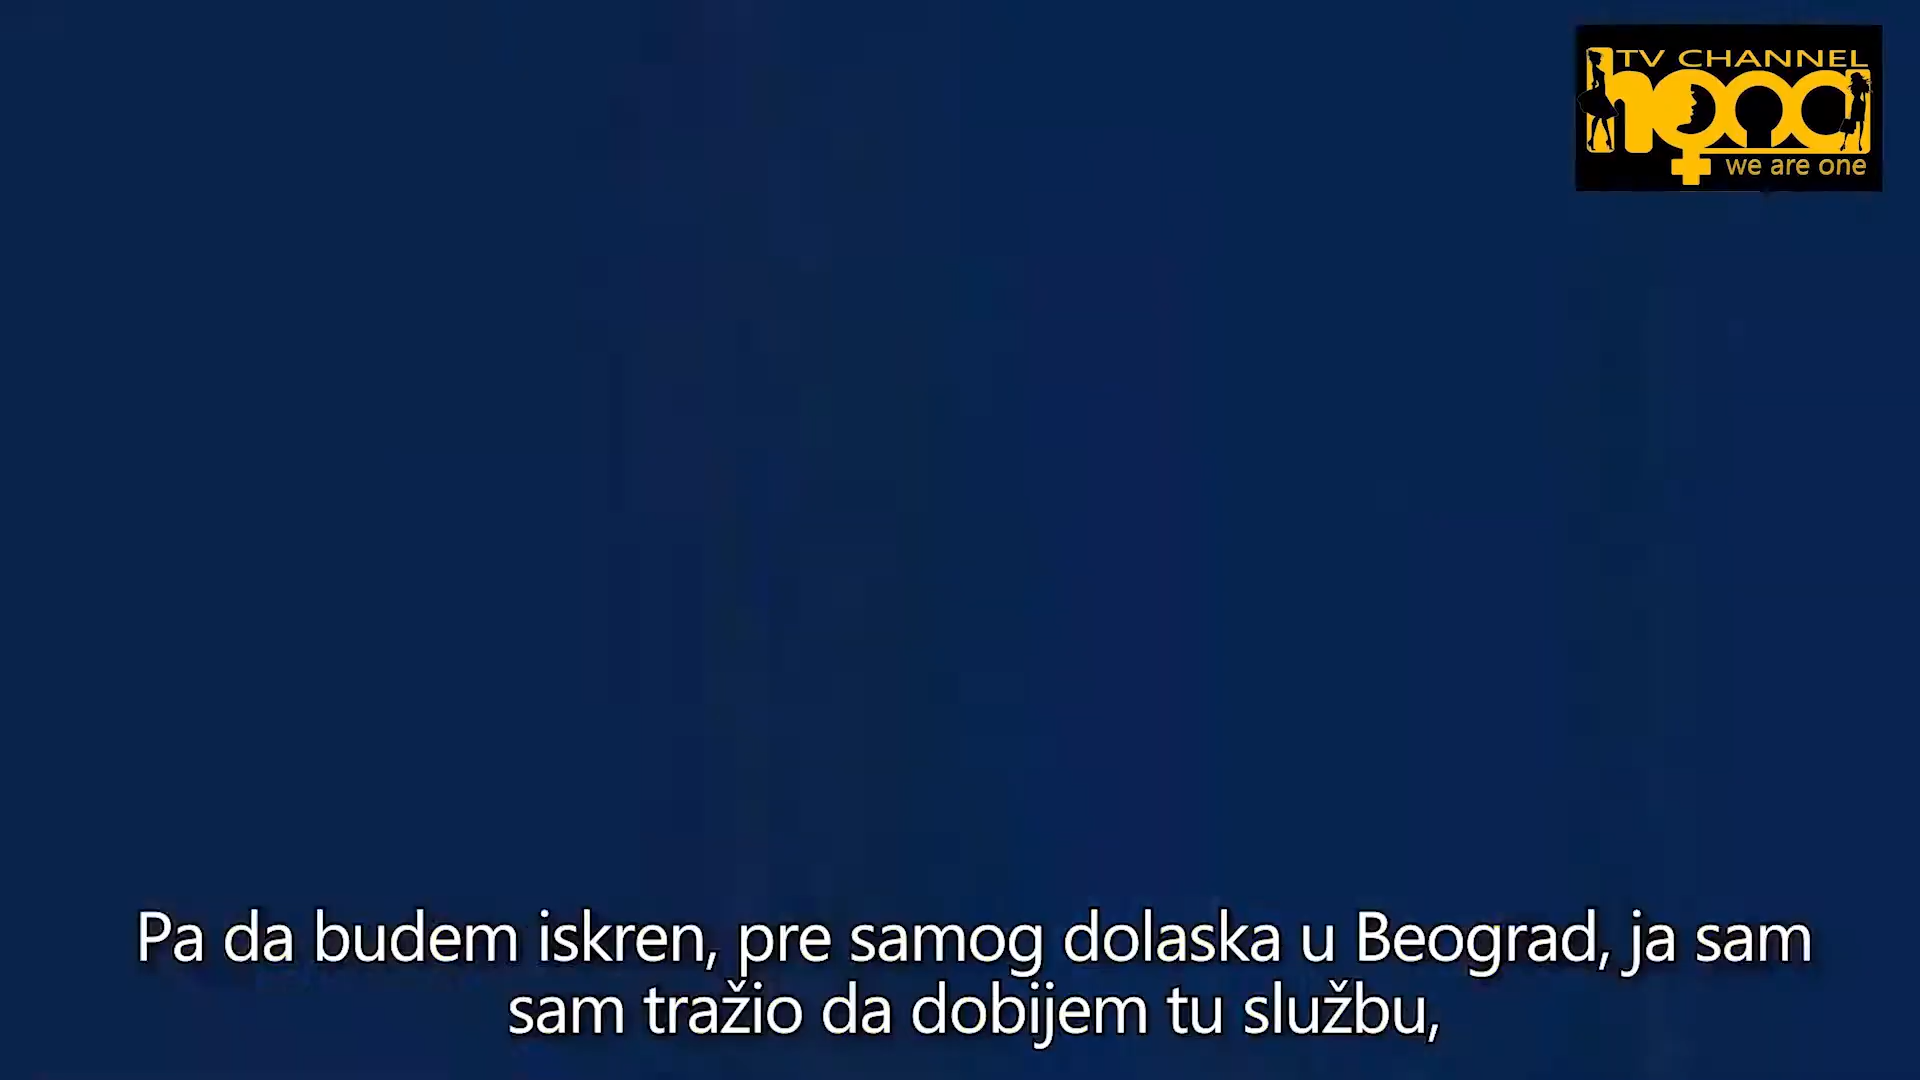 TV CHANNEL
hood
we are one
Pa da budem iskren, pre samog dolaska u Beograd, ja sam
sam tražio da dobijem tu službu,